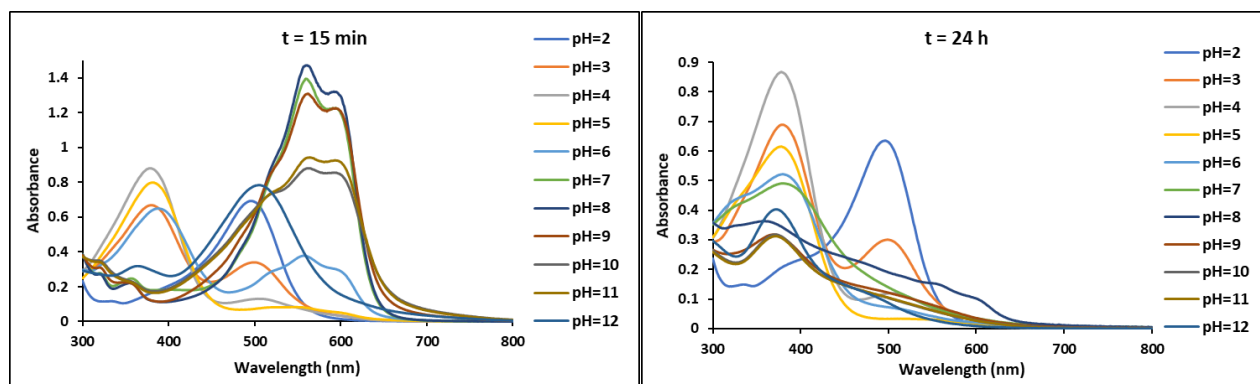 t = 15 min
Absorbance
1.4
1.2
1
0.8
0.6
0.4
0.2
0
300
400
500
600
700
800
Wavelength (nm)
pH=2
pH=3
pH=4
pH=5
pH=6
pH=7
pH=8
pH=9
pH=10
pH=11
pH=12
t = 24 h
Absorbance
0.9
0.8
0.7
0.6
0.5
0.4
0.3
0.2
0.1
0
300
400
500
600
700
800
Wavelength (nm)
pH=2
pH=3
pH=4
pH=5
pH=6
pH=7
pH=8
pH=9
pH=10
pH=11
pH=12